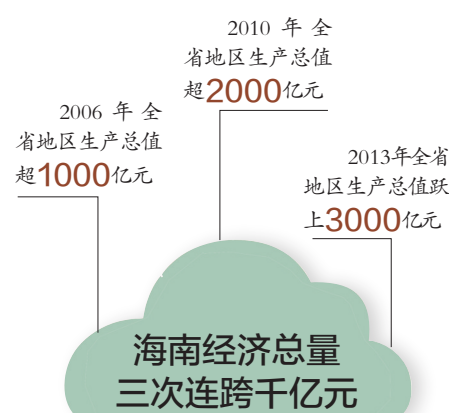 2010 年 全
省地区生产总值
超2000亿元
2006 年 全
省地区生产总值
超1000亿元
2013年全省
地区生产总值跃
上3000亿元
海南经济总量
三次连跨千亿元